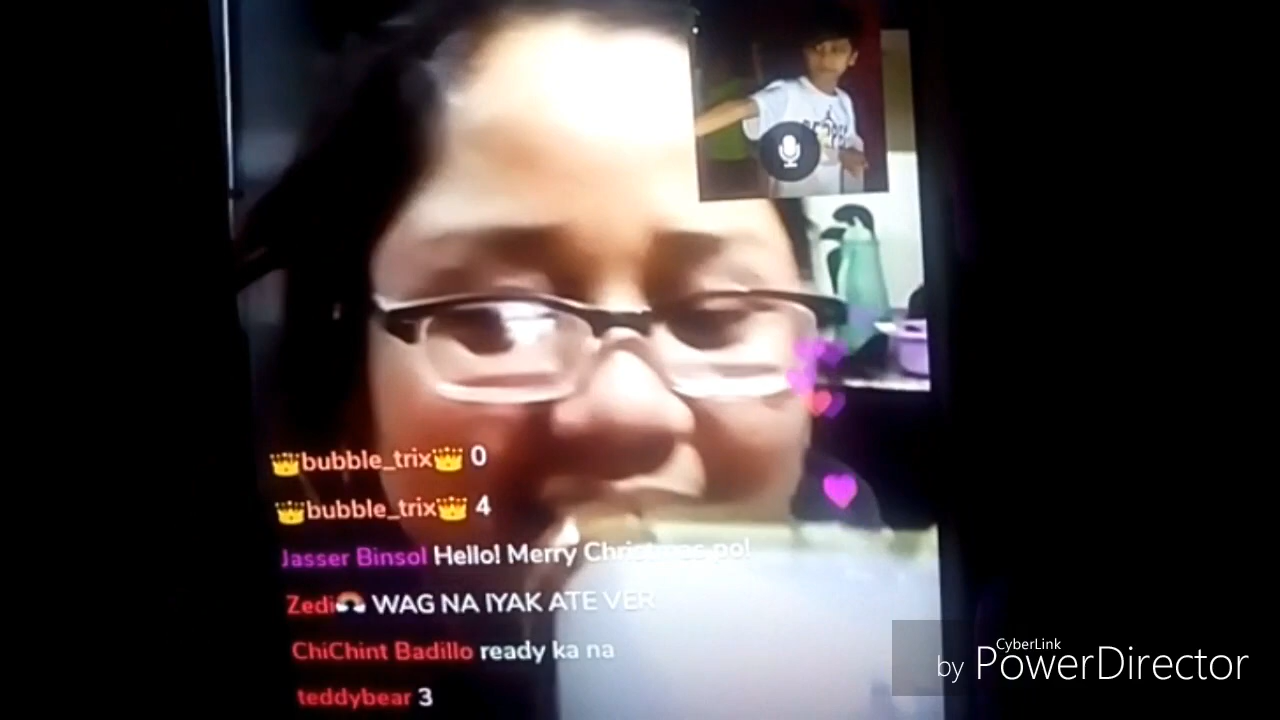 👑bubble_trix👑 0
👑bubble_trix👑 4
Jasser Binsol Hello! Merry Christmas po!
Zedi🌈 WAG NA IYAK ATE VER
ChiChint Badillo ready ka na
teddybear 3
CyberLink
by PowerDirector